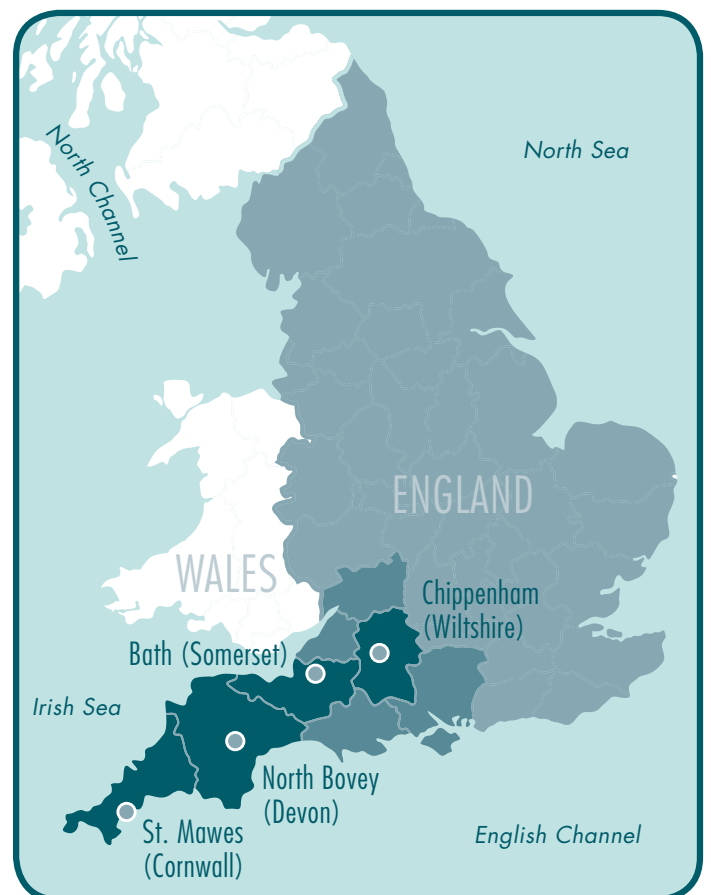 North Channel
North Sea
ENGLAND
WALES
Chippenham
(Wiltshire)
Bath (Somerset)
Irish Sea
North Bovey
(Devon)
St. Mawes
(Cornwall)
English Channel